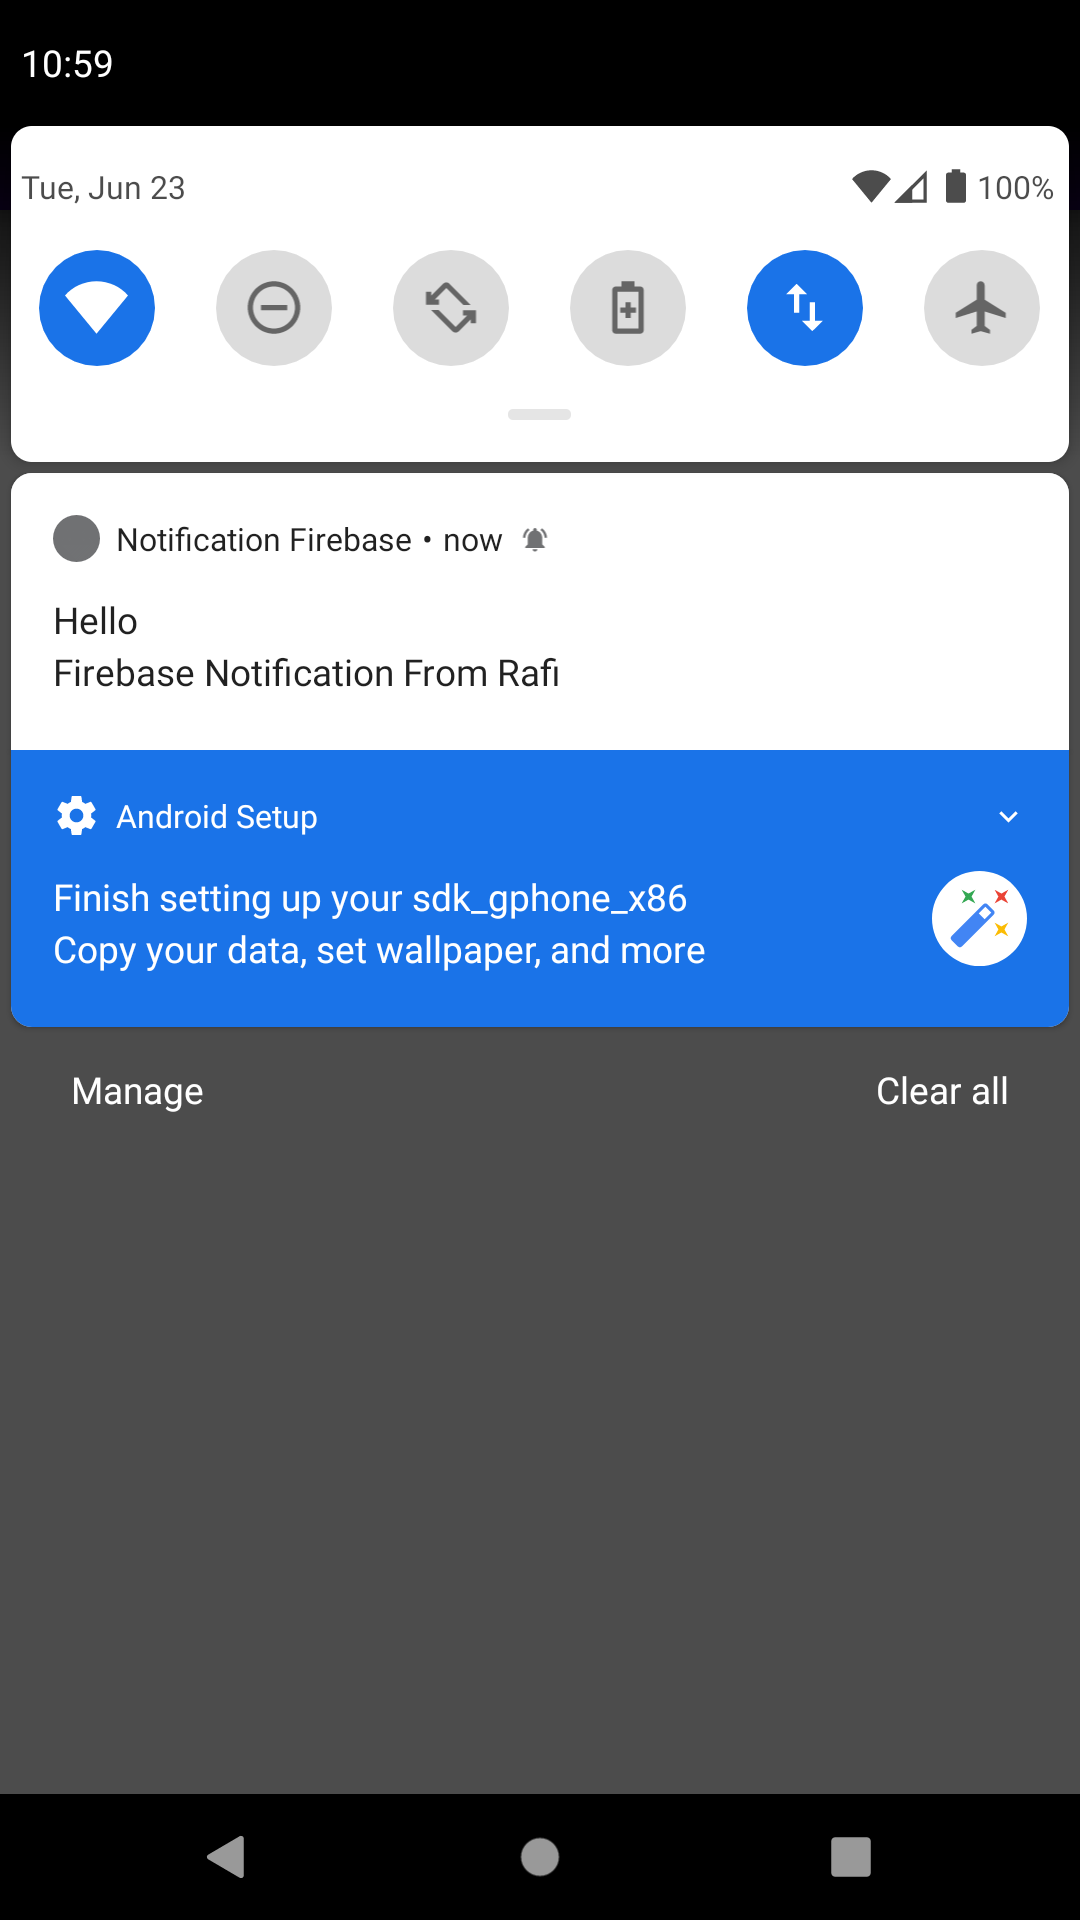 10:59
Tue, Jun 23
100%
Notification Firebase • now
Hello
Firebase Notification From Rafi
Android Setup
Finish setting up your sdk_gphone_x86
Copy your data, set wallpaper, and more
Manage
Clear all